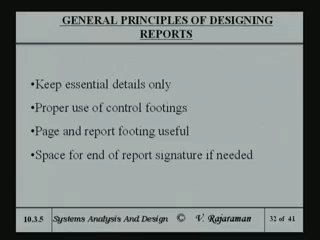 GENERAL PRINCIPLES OF DESIGNING
REPORTS
•Keep essential details only
•Proper use of control footings
•Page and report footing useful
•Space for end of report signature if needed
10.3.5 Systems Analysis And Design © V. Rajaraman 32 of 41